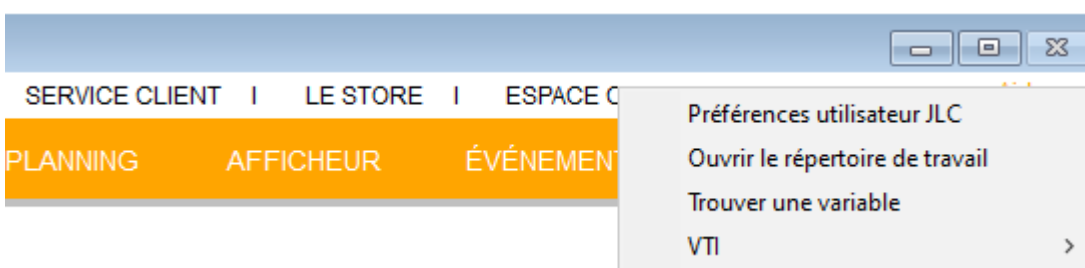 SERVICE CLIENT I LE STORE I ESPACE
PLANNING AFFICHEUR ÉVÉNEMENT
Préférences utilisateur JLC
Ouvrir le répertoire de travail
Trouver une variable
VTI >